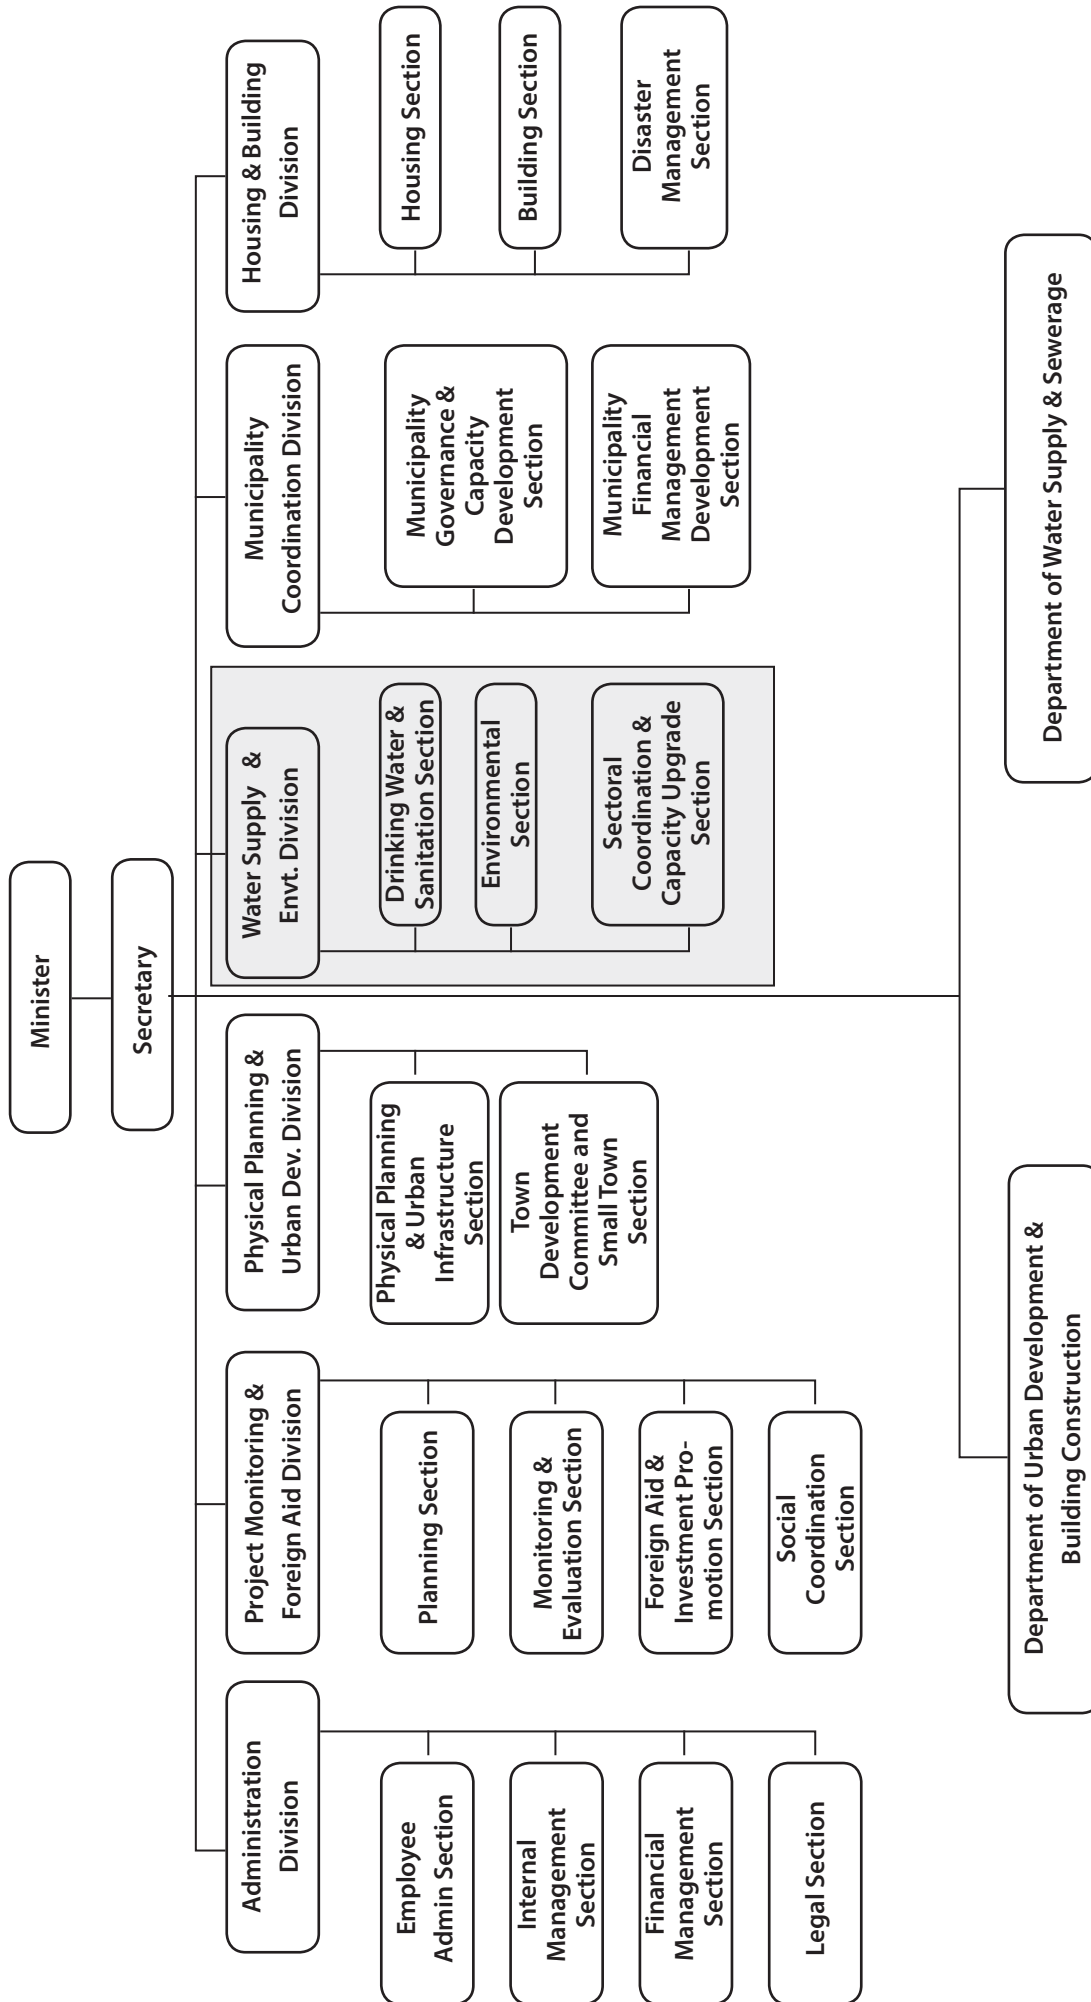 Minister
Secretary
Administration
Division
Project Monitoring &
Foreign Aid Division
Physical Planning &
Urban Dev. Division
Water Supply &
Envt. Division
Municipality
Coordination Division
Housing & Building
Division
Employee
Admin Section
Internal
Management
Section
Financial
Management
Section
Legal Section
Planning Section
Monitoring &
Evaluation Section
Foreign Aid &
Investment Pro-
motion Section
Social
Coordination
Section
Physical Planning
& Urban
Infrastructure
Section
Town
Development
Committee and
Small Town
Section
Drinking Water &
Sanitation Section
Environmental
Section
Sectoral
Coordination &
Capacity Upgrade
Section
Municipality
Governance &
Capacity
Development
Section
Municipality
Financial
Management
Development
Section
Housing Section
Building Section
Disaster
Management
Section
Department of Urban Development &
Building Construction
Department of Water Supply & Sewerage